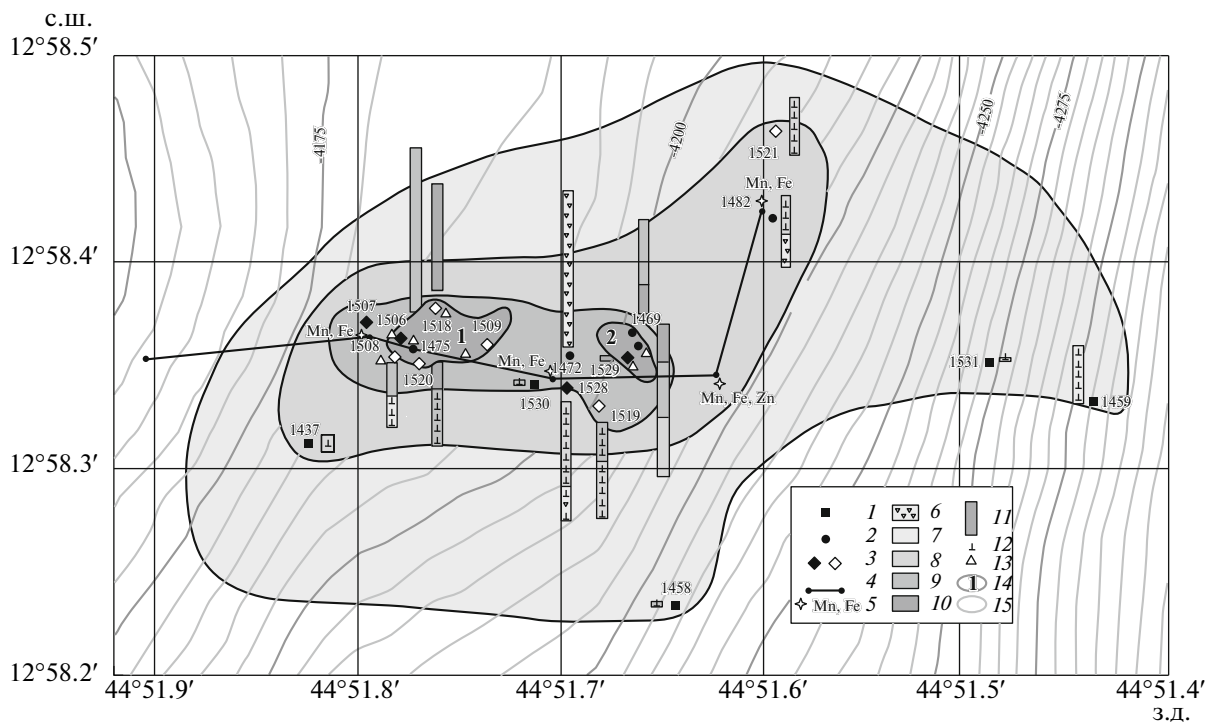 с.ш.
12°58.5′
-4175
-4200
-4250
-4275
1521
Mn, Fe
1482
12°58.4′
1507
1506
1518
1509
1469
Mn, Fe
1
2
1508
1475
Mn, Fe
1472
1529
1531
1520
1528
Mn, Fe, Zn
1530
1519
1459
1437
12°58.3′
1 6 11
2 7 12
3 8 13
4 9 1 14
Mn, Fe 5 10 15
1458
12°58.2′
44°51.9′ 44°51.8′ 44°51.7′ 44°51.6′ 44°51.5′ 44°51.4′
з.д.